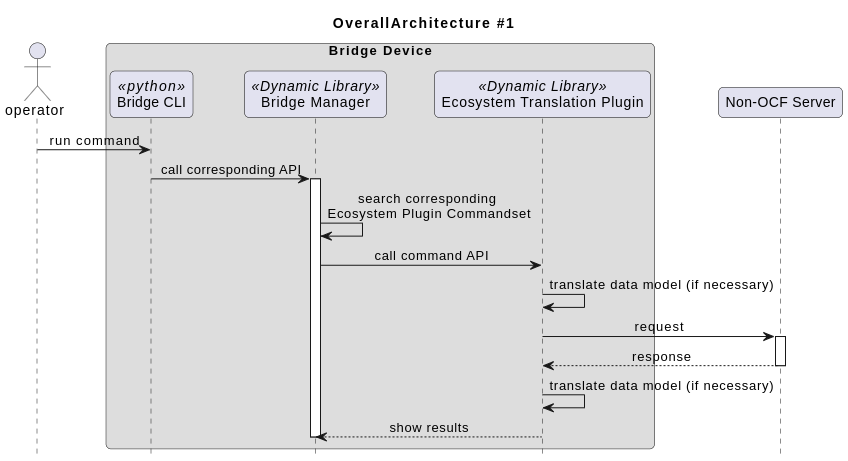 OverallArchitecture #1
Bridge Device
operator
«python»
Bridge CLI
«Dynamic Library»
Bridge Manager
«Dynamic Library»
Ecosystem Translation Plugin
Non-OCF Server
run command
call corresponding API
search corresponding
Ecosystem Plugin Commandset
call command API
translate data model (if necessary)
request
response
translate data model (if necessary)
show results